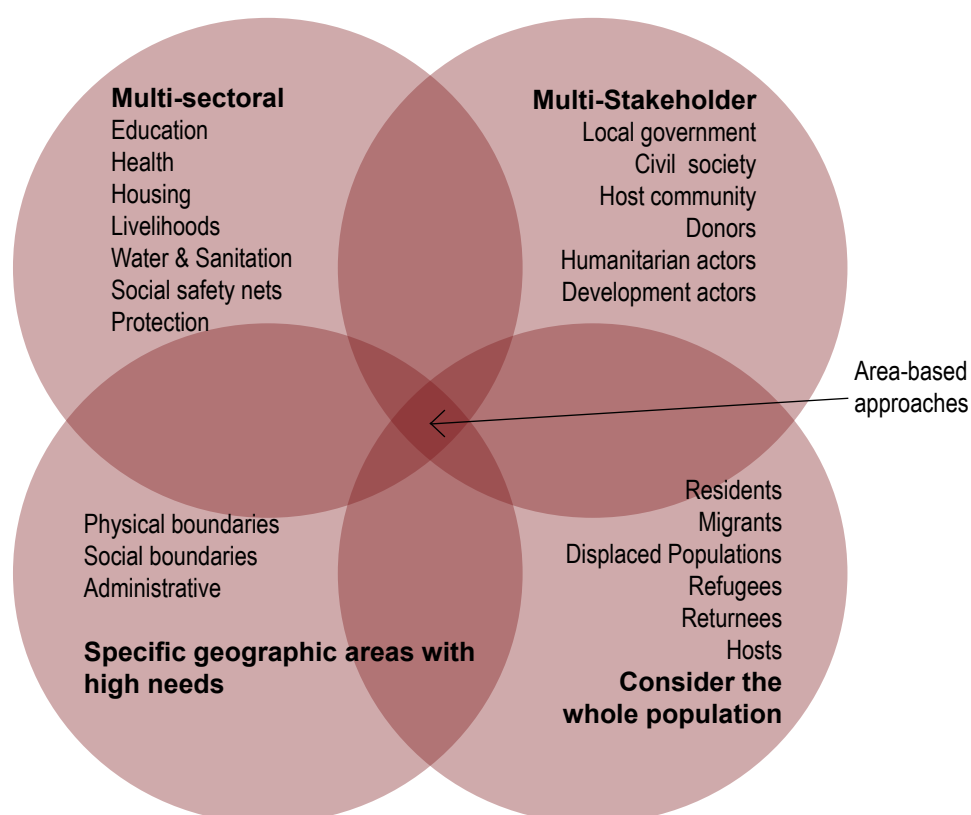 Multi-sectoral
Education
Health
Housing
Livelihoods
Water & Sanitation
Social safety nets
Protection
Multi-Stakeholder
Local government
Civil society
Host community
Donors
Humanitarian actors
Development actors
Area-based
approaches
Physical boundaries
Social boundaries
Administrative
Specific geographic areas with
high needs
Residents
Migrants
Displaced Populations
Refugees
Returnees
Hosts
Consider the
whole population